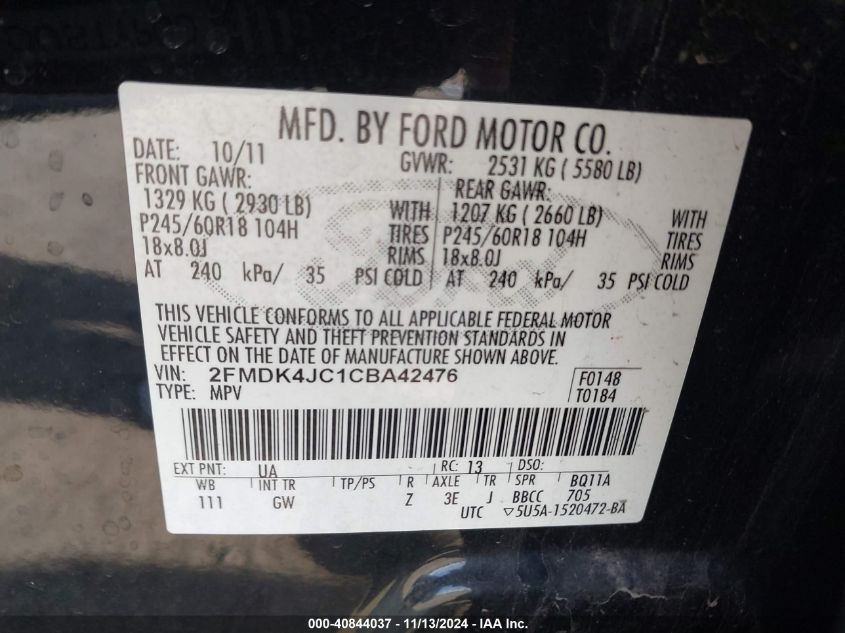 MFD. BY FORD MOTOR CO.
DATE: 10/11 GVWR: 2531 KG ( 5580 LB)
FRONT GAWR: REAR GAWR:
1329 KG ( 2930 LB) WITH 1207 KG ( 2660 LB) WITH
P245/60R18 104H TIRES P245/60R18 104H TIRES
18x8.0J RIMS 18x8.0J RIMS
AT 240 kPa/ 35 PSI COLD AT 240 kPa/ 35 PSI COLD
THIS VEHICLE CONFORMS TO ALL APPLICABLE FEDERAL MOTOR
VEHICLE SAFETY AND THEFT PREVENTION STANDARDS IN
EFFECT ON THE DATE OF MANUFACTURE SHOWN ABOVE.
VIN: 2FMDK4JC1CBA42476 F0148
TYPE: MPV T0184
EXT PNT: UA RC: 13 DSO:
WB INT TR TP/PS R AXLE TR SPR BQ11A
111 GW Z 3E J BBCC 705
UTC ▽5U5A-1520472-BA
Ford
000-40844037 - 11/13/2024 - IAA Inc.